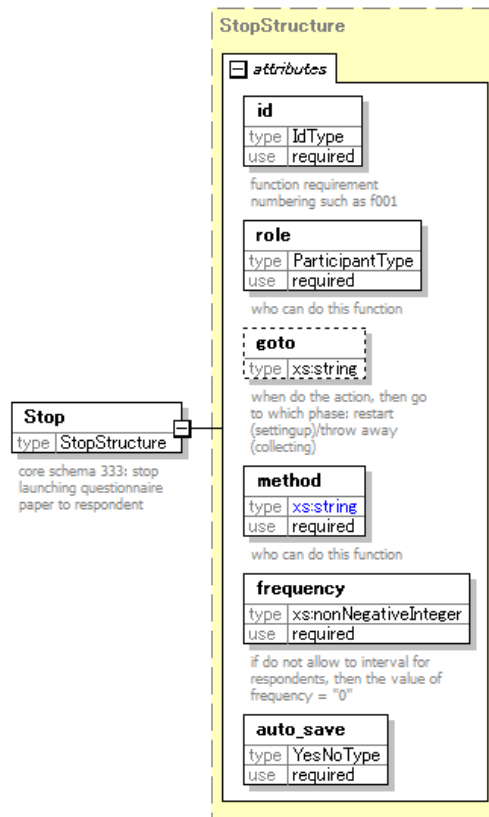 StopStructure
attributes
id
type IdType
use required
function requirement
numbering such as f001
role
type ParticipantType
use required
who can do this function
goto
type xs:string
when do the action, then go
to which phase: restart
(settingup)/throw away
(collecting)
Stop
type StopStructure
core schema 333: stop
launching questionnaire
paper to respondent
method
type xs:string
use required
who can do this function
frequency
type xs:nonNegativeInteger
use required
if do not allow to interval for
respondents, then the value of
frequency = "0"
auto_save
type YesNoType
use required